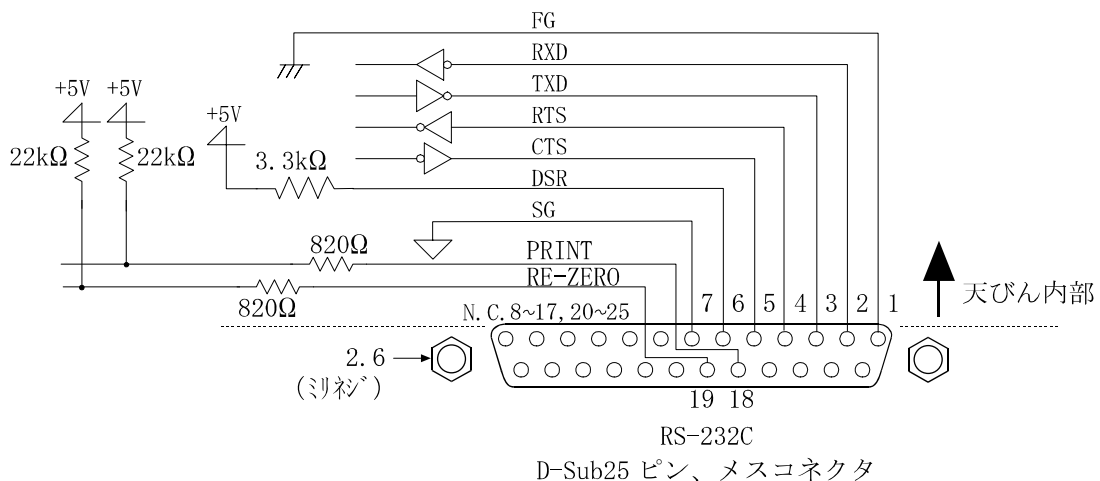 FG
RXD
+5V +5V
TXD
+5V
RTS
22kΩ 22kΩ
CTS
3.3kΩ
DSR
SG
820Ω
PRINT
RE-ZERO
820Ω
天びん内部
N.C.8~17,20~25
7 6 5 4 3 2 1
2.6
(ﾐﾘﾈｼﾞ)
19 18
RS-232C
D-Sub25 ピン、メスコネクタ